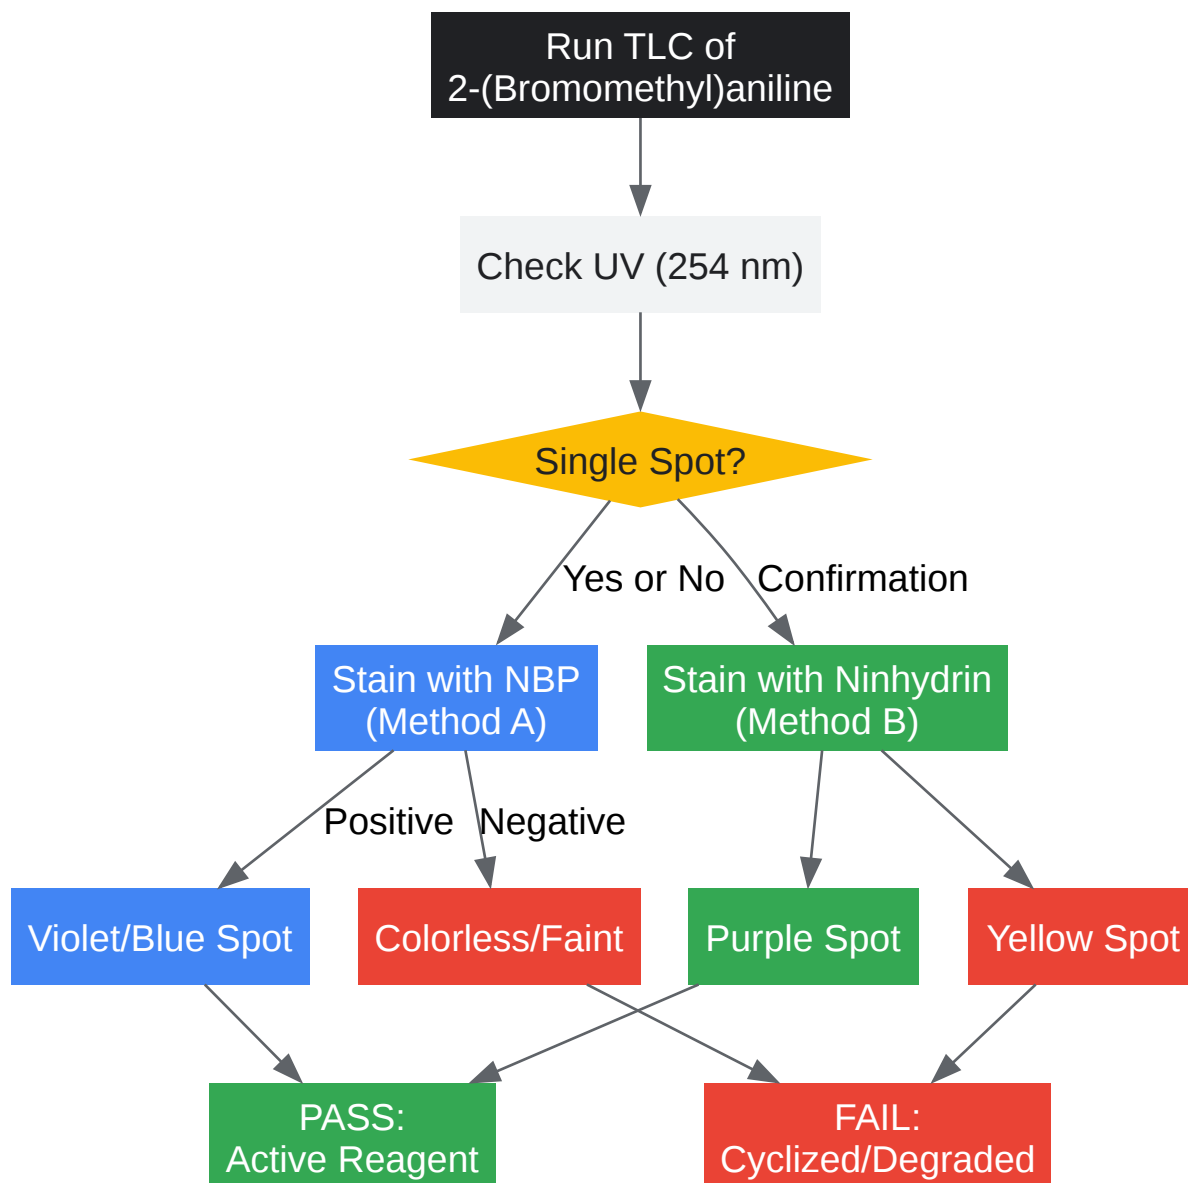 Run TLC of
2-(Bromomethyl)aniline
Check UV (254 nm)
Single Spot?
Yes or No
Confirmation
Stain with NBP
(Method A)
Stain with Ninhydrin
(Method B)
Positive
Negative
Violet/Blue Spot
Colorless/Faint
Purple Spot
Yellow Spot
PASS:
Active Reagent
FAIL:
Cyclized/Degraded